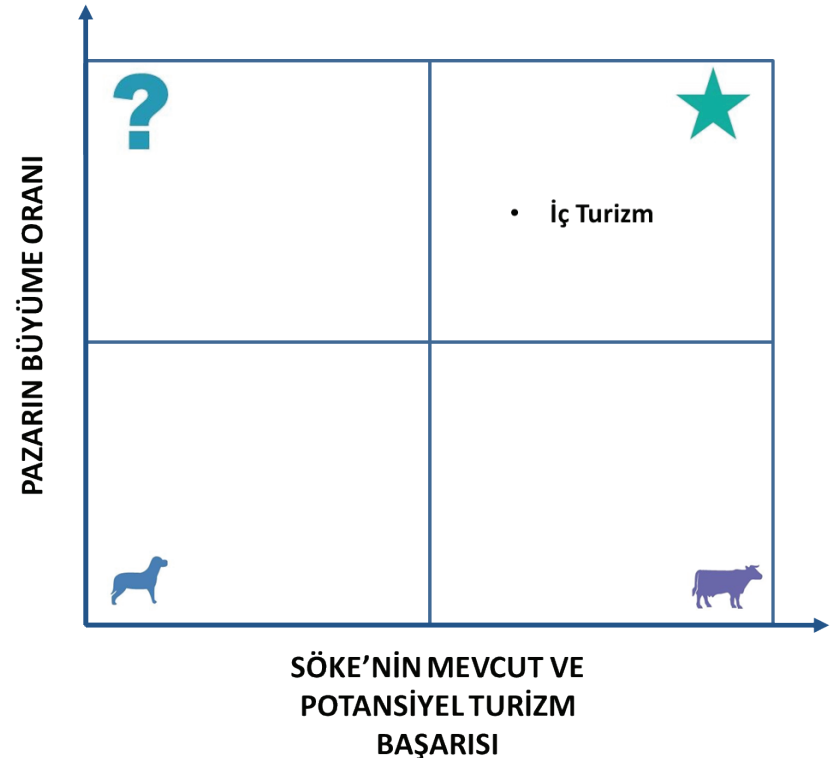 ?
• İç Turizm
PAZARIN BÜYÜME ORANI
SÖKE'NİN MEVCUT VE
POTANSİYEL TURİZM
BAŞARISI